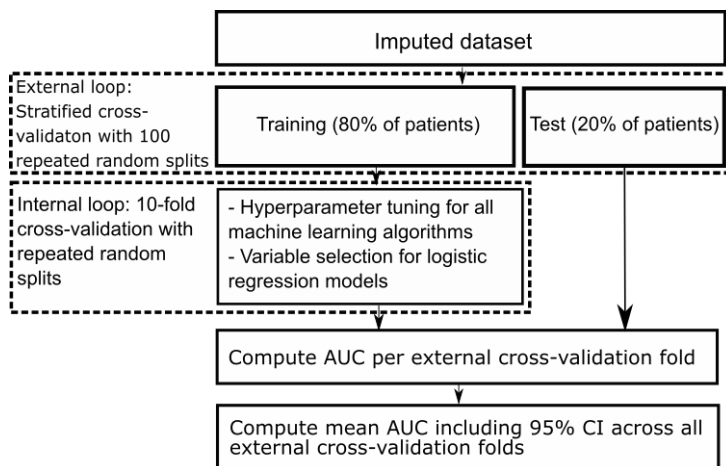 Imputed dataset
External loop:
Stratified cross-
validaton with 100
repeated random splits
Training (80% of patients)
Test (20% of patients)
Internal loop: 10-fold
cross-validation with
repeated random
splits
- Hyperparameter tuning for all
machine learning algorithms
- Variable selection for logistic
regression models
Compute AUC per external cross-validation fold
Compute mean AUC including 95% CI across all
external cross-validation folds